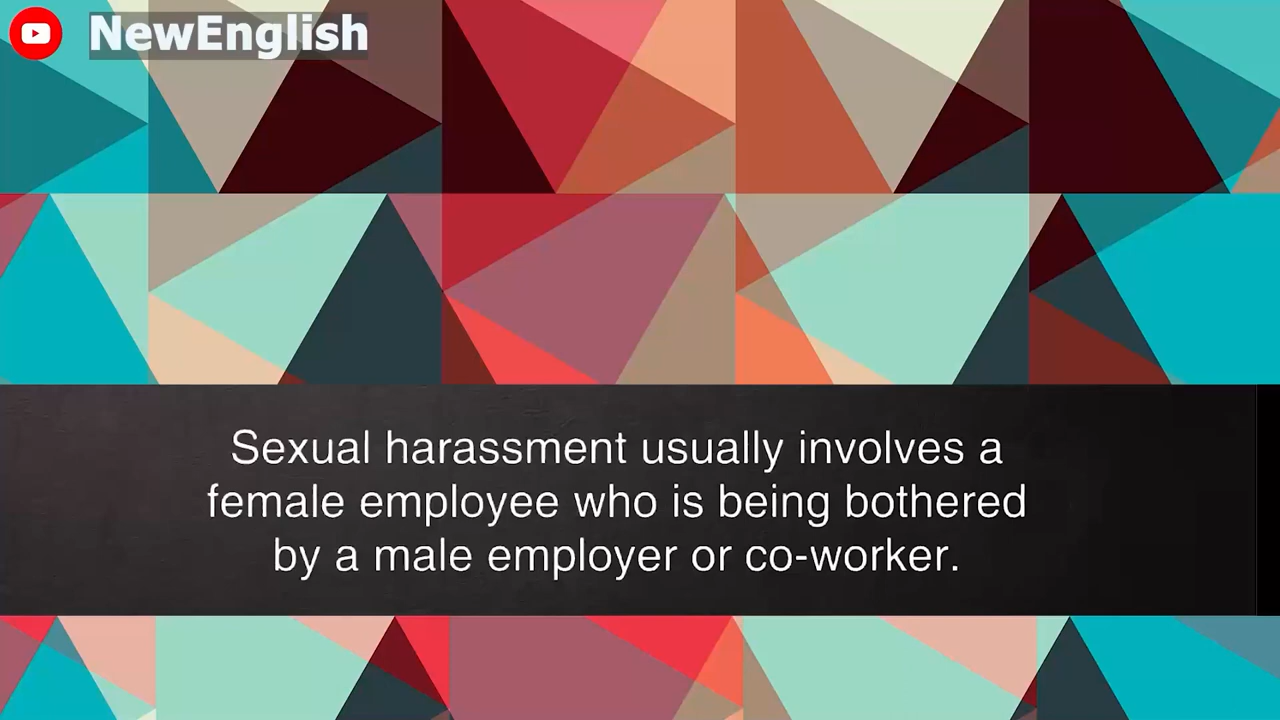 NewEnglish
Sexual harassment usually involves a
female employee who is being bothered
by a male employer or co-worker.